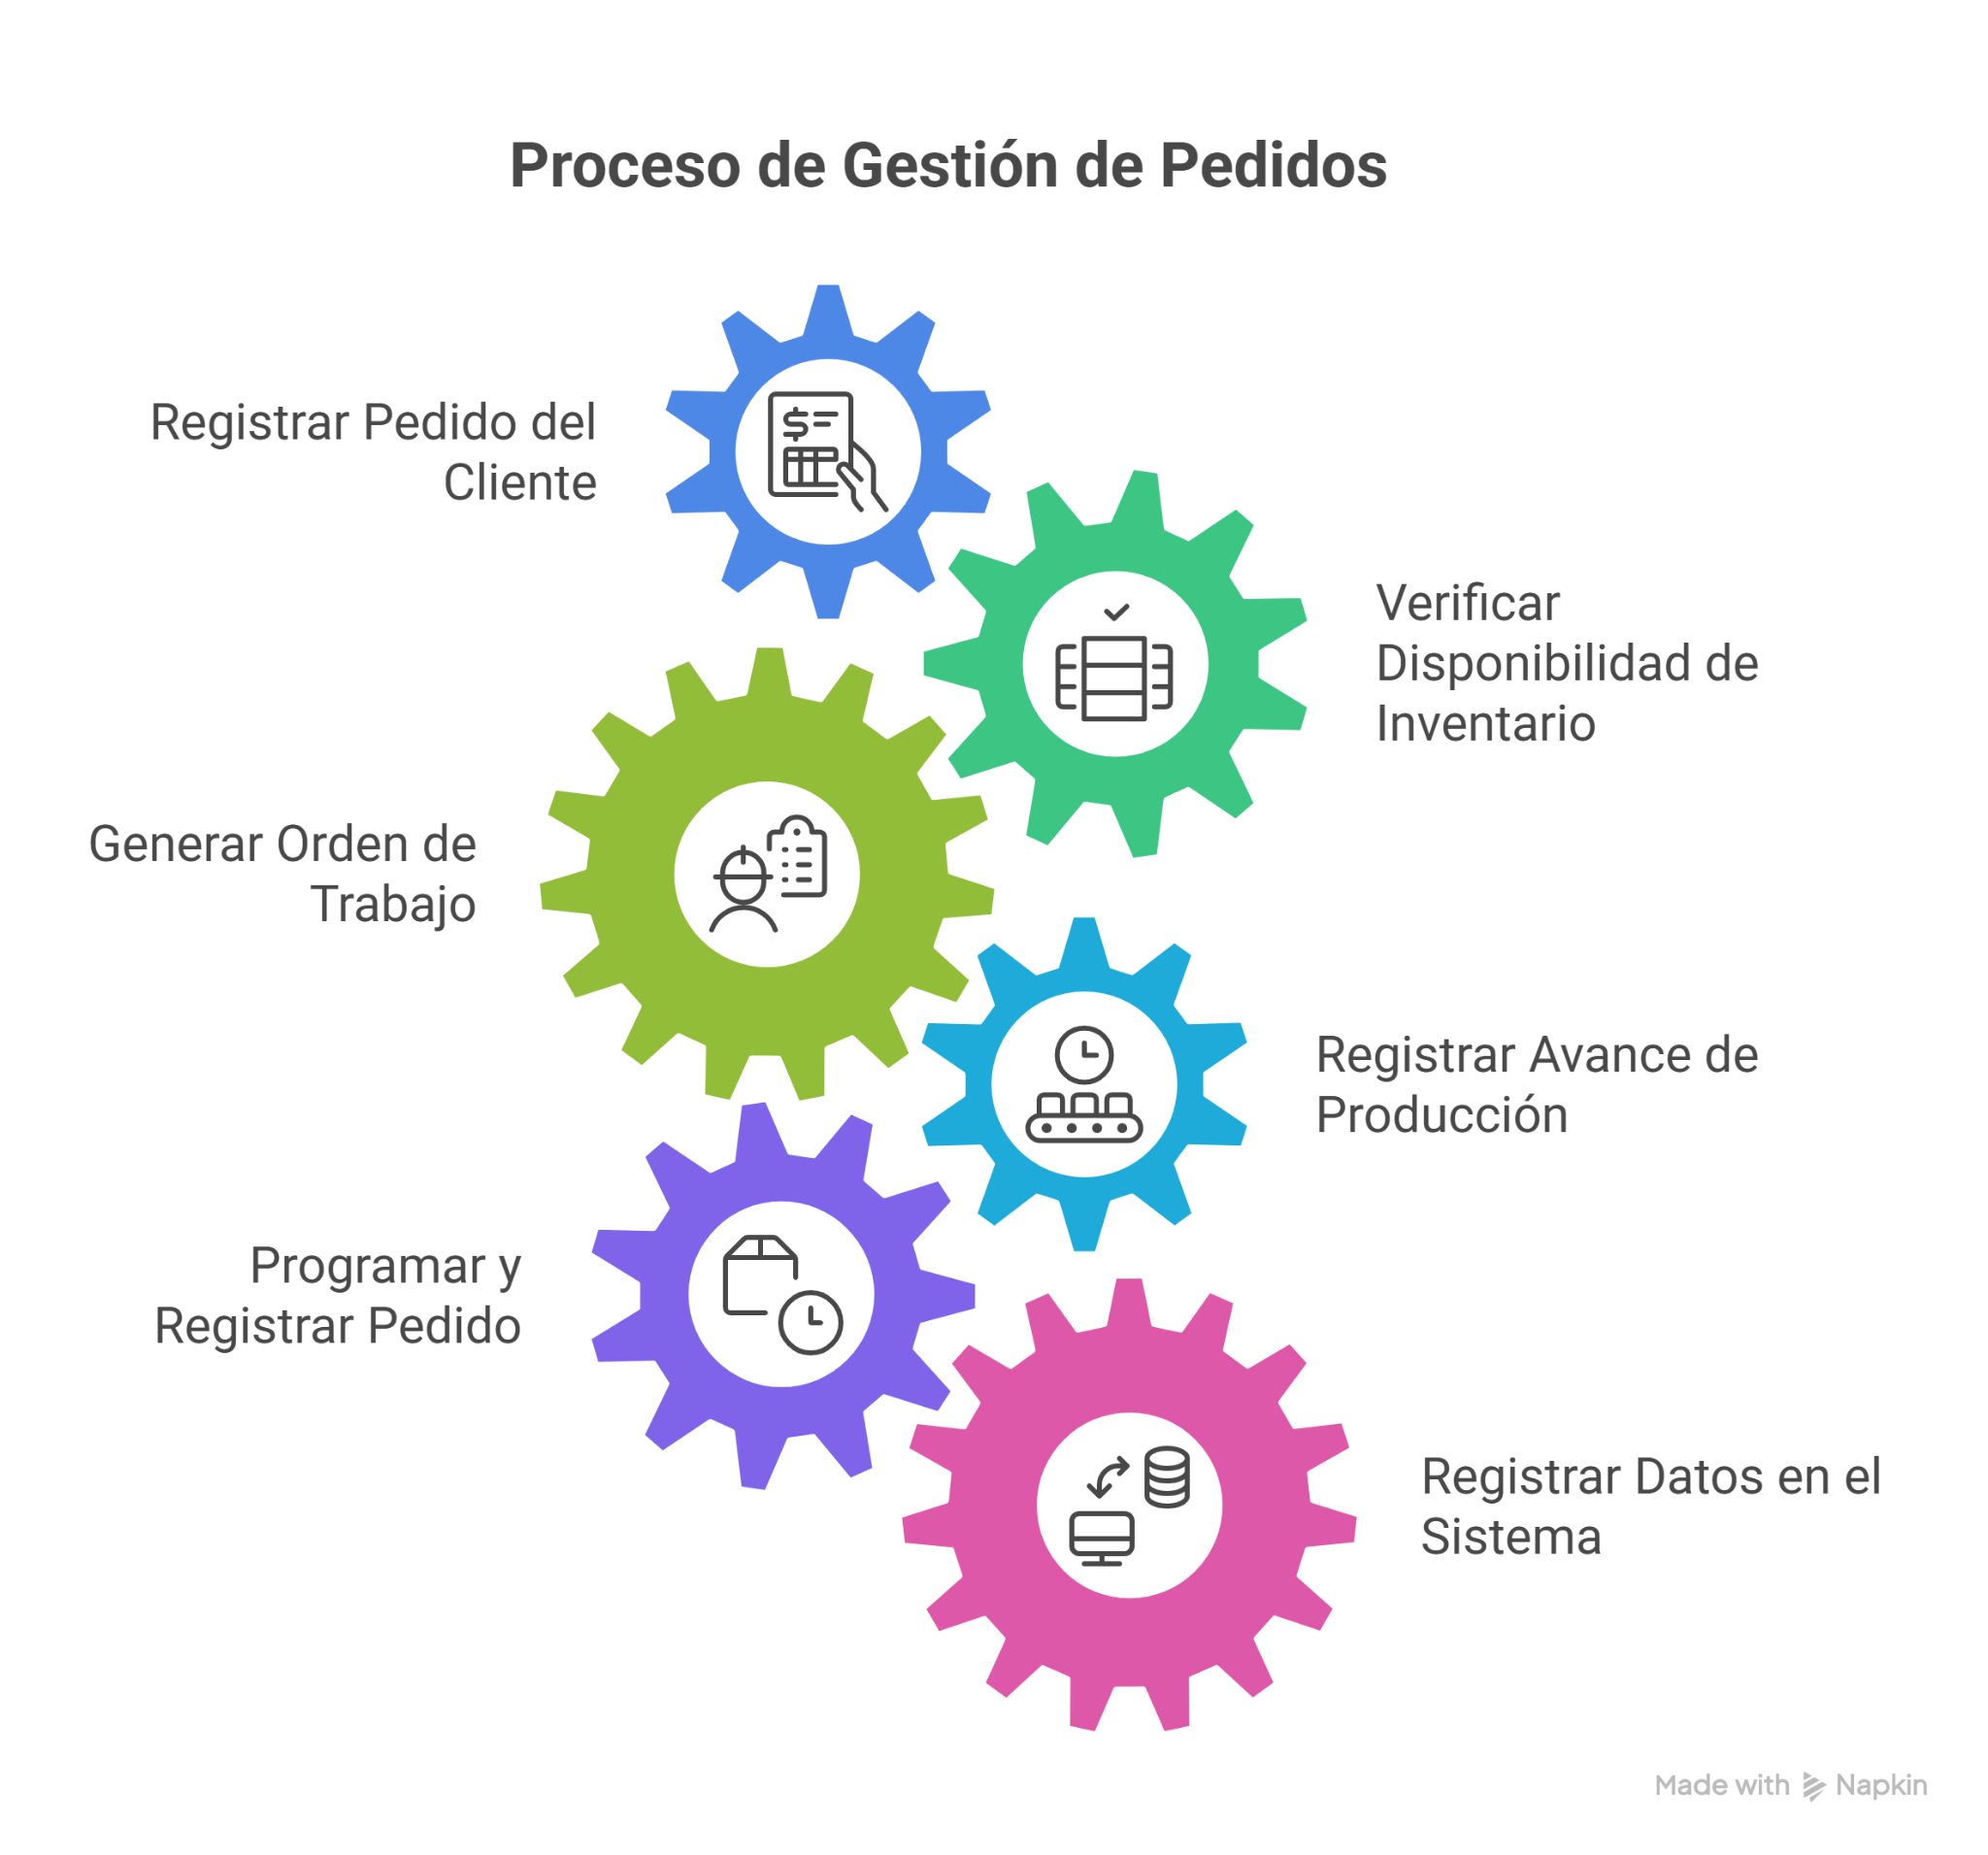 Proceso de Gestión de Pedidos
Registrar Pedido del
Cliente
Verificar
Disponibilidad de
Inventario
Generar Orden de
Trabajo
Registrar Avance de
Producción
Programar y
Registrar Pedido
Registrar Datos en el
Sistema
Made with Napkin